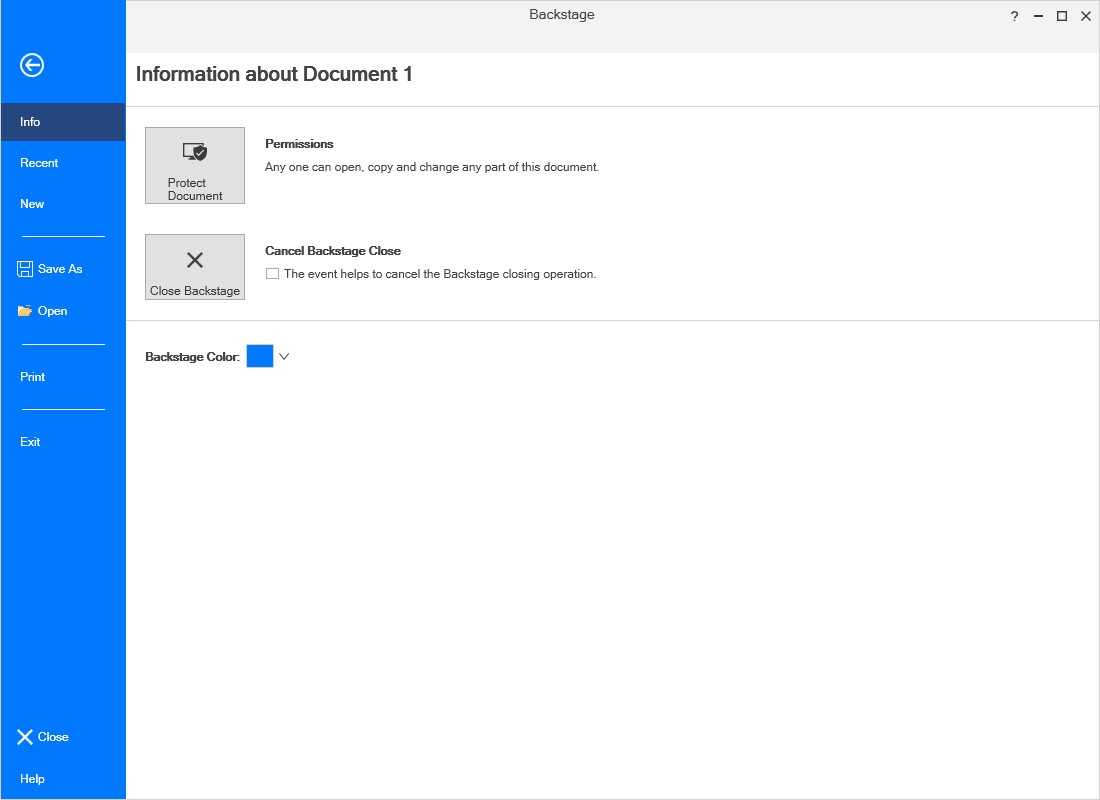 Backstage
?
Info
Recent
New
Save As
Open
Print
Exit
Close
Help
Information about Document 1
Protect
Document
Permissions
Any one can open, copy and change any part of this document.
Close Backstage
Cancel Backstage Close
The event helps to cancel the Backstage closing operation.
Backstage Color: